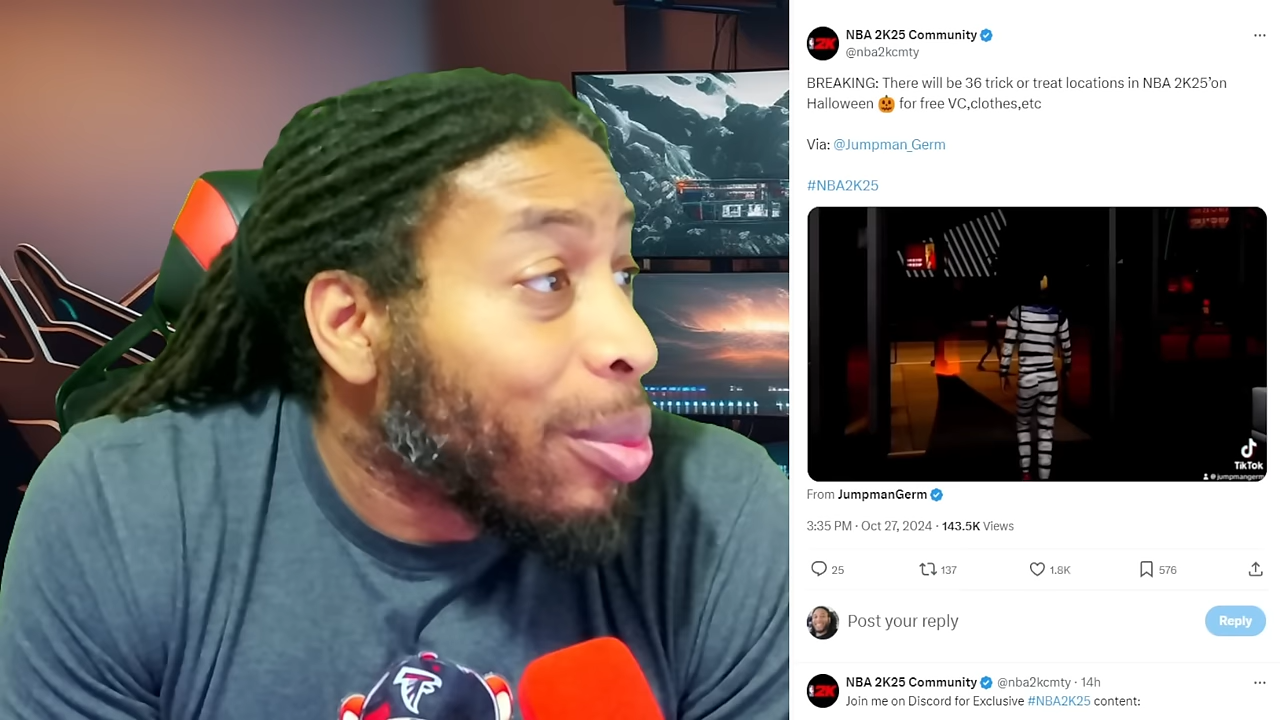 NBA 2K25 Community
@nba2kcmty
BREAKING: There will be 36 trick or treat locations in NBA 2K25’on
Halloween 🎃 for free VC,clothes,etc
Via: @Jumpman_Germ
#NBA2K25
TikTok
@jumpmangerm
From JumpmanGerm
3:35 PM · Oct 27, 2024 · 143.5K Views
25 137 1.8K 576
Post your reply
Reply
NBA 2K25 Community @nba2kcmty · 14h
Join me on Discord for Exclusive #NBA2K25 content: